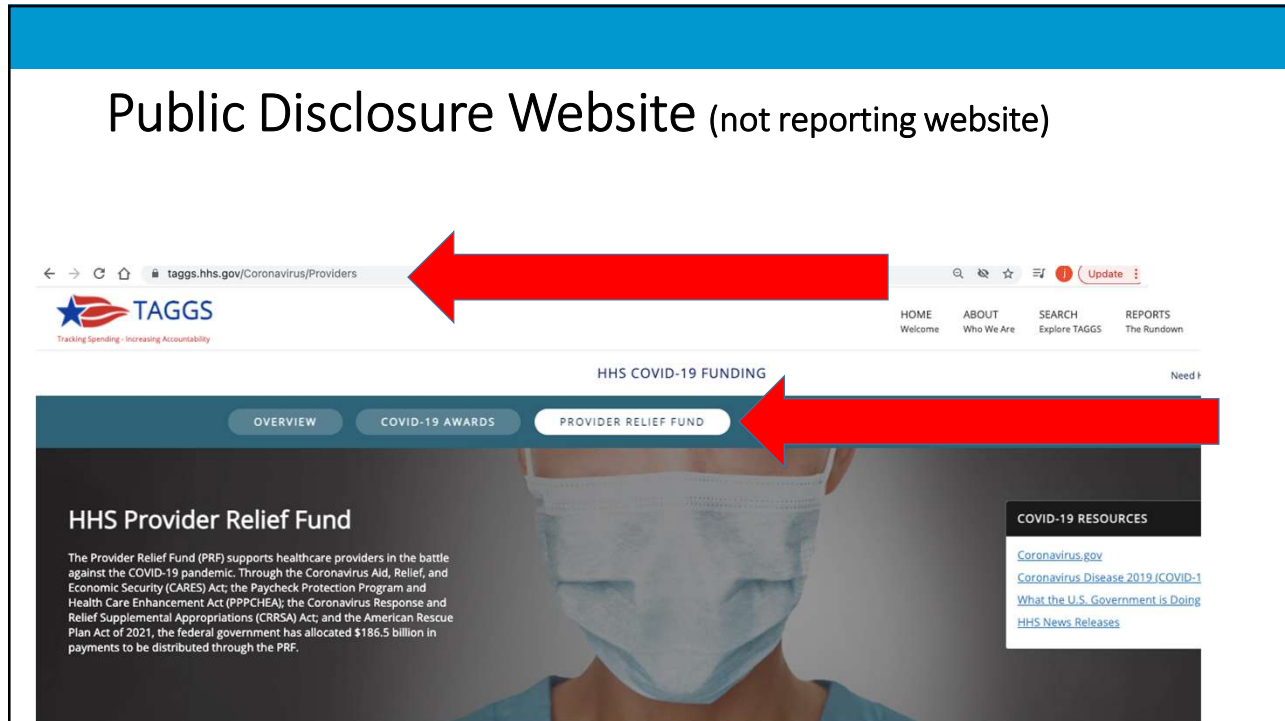 Public Disclosure Website (not reporting website)
taggs.hhs.gov/Coronavirus/Providers
Update
TAGGS
Tracking Spending - Increasing Accountability
HOME ABOUT SEARCH REPORTS
Welcome Who We Are Explore TAGGS The Rundown
HHS COVID-19 FUNDING
Need H
OVERVIEW COVID-19 AWARDS PROVIDER RELIEF FUND
HHS Provider Relief Fund
The Provider Relief Fund (PRF) supports healthcare providers in the battle
against the COVID-19 pandemic. Through the Coronavirus Aid, Relief, and
Economic Security (CARES) Act; the Paycheck Protection Program and
Health Care Enhancement Act (PPPCHEA); the Coronavirus Response and
Relief Supplemental Appropriations (CRRSA) Act; and the American Rescue
Plan Act of 2021, the federal government has allocated $186.5 billion in
payments to be distributed through the PRF.
COVID-19 RESOURCES
Coronavirus.gov
Coronavirus Disease 2019 (COVID-1
What the U.S. Government is Doing
HHS News Releases